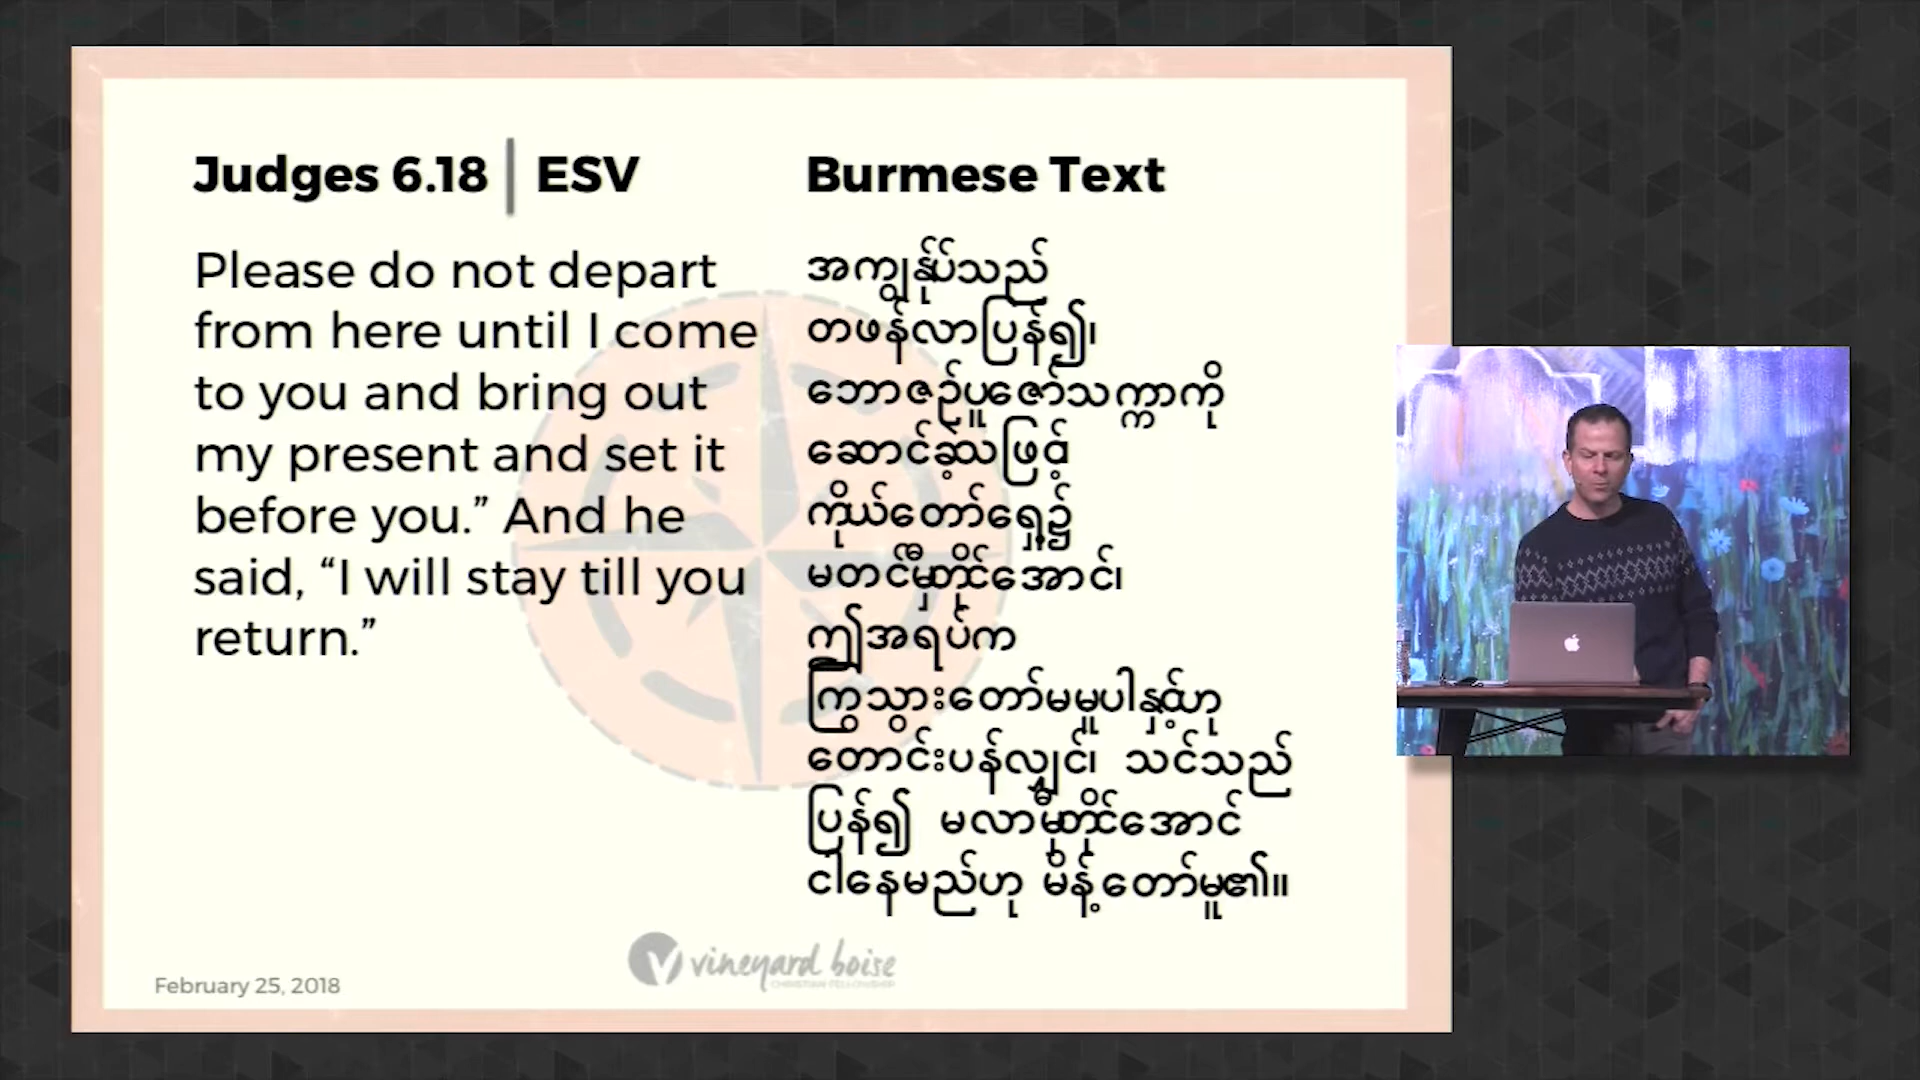 Judges 6.18 | ESV
Please do not depart
from here until I come
to you and bring out
my present and set it
before you.” And he
said, “I will stay till you
return.”
Burmese Text
အကျွန်ုပ်သည်
တဖန်လာပြန်၍၊
ဘောဇဉ်ပူဇော်သက္ကာကို
ဆောင်ခဲ့သဖြင့်
ကိုယ်တော်ရှေ့၌
မတင်မှီတိုင်အောင်၊
ဤအရပ်က
ကြွသွားတော်မမူပါနှင့်ဟု
တောင်းပန်လျှင်၊ သင်သည်
ပြန်၍ မလာမှီတိုင်အောင်
ငါနေမည်ဟု မိန့်တော်မူ၏။
vineyard boise
CHRISTIAN FELLOWSHIP
February 25, 2018